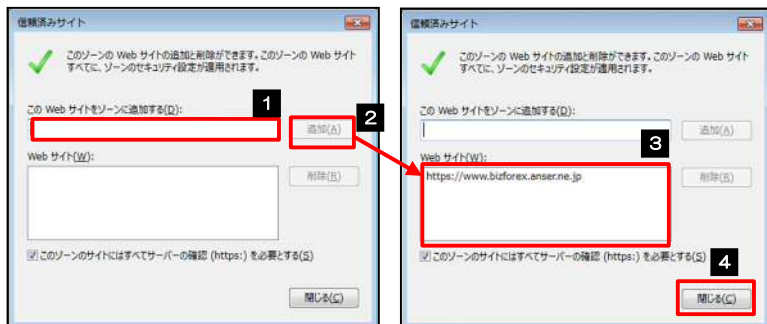 信頼済みサイト
このゾーンの Web サイトの追加と削除ができます。このゾーンの Web サイト
すべてに、ゾーンのセキュリティ設定が適用されます。
この Web サイトをゾーンに追加する(D):
1
追加(A)
2
Web サイト(W):
削除(R)
このゾーンのサイトにはすべてサーバーの確認 (https:) を必要とする(S)
閉じる(C)
信頼済みサイト
このゾーンの Web サイトの追加と削除ができます。このゾーンの Web サイト
すべてに、ゾーンのセキュリティ設定が適用されます。
この Web サイトをゾーンに追加する(D):
追加(A)
3
Web サイト(W):
https://www.bizforex.anser.ne.jp
削除(R)
このゾーンのサイトにはすべてサーバーの確認 (https:) を必要とする(S)
4
閉じる(C)